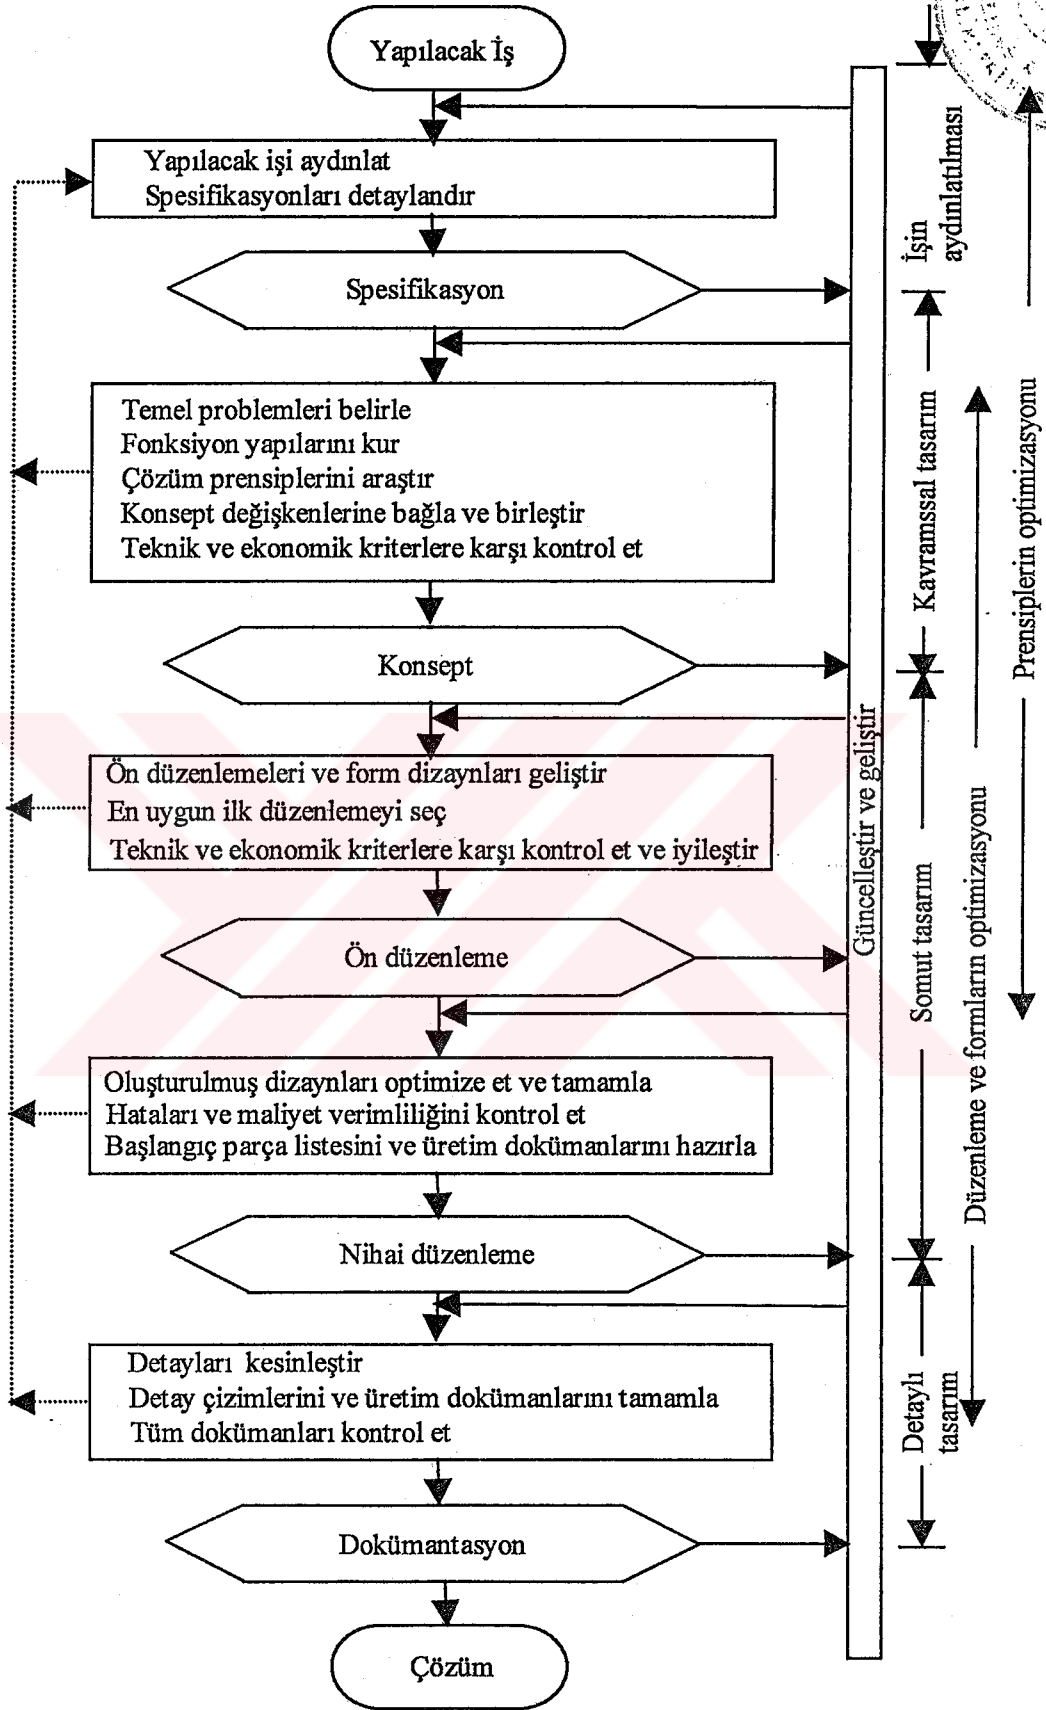 Yapılacak İş
Yapılacak işi aydınlat
Spesifikasyonları detaylandır
Spesifikasyon
Temel problemleri belirle
Fonksiyon yapılarını kur
Çözüm prensiplerini araştır
Konsept değişkenlerine bağla ve birleştir
Teknik ve ekonomik kriterlere karşı kontrol et
Konsept
Ön düzenlemeleri ve form dizaynları geliştir
En uygun ilk düzenlemeyi seç
Teknik ve ekonomik kriterlere karşı kontrol et ve iyileştir
Ön düzenleme
Oluşturulmuş dizaynları optimize et ve tamamla
Hataları ve maliyet verimliliğini kontrol et
Başlangıç parça listesini ve üretim dokümanlarını hazırla
Nihai düzenleme
Detayları kesinleştir
Detay çizimlerini ve üretim dokümanlarını tamamla
Tüm dokümanları kontrol et
Dokümantasyon
Çözüm
Güncelleştir ve geliştir
İşin
aydınlatılması
Kavramssal tasarım
Somut tasarım
Detaylı
tasarım
Düzenleme ve formların optimizasyonu
Prensiplerin optimizasyonu